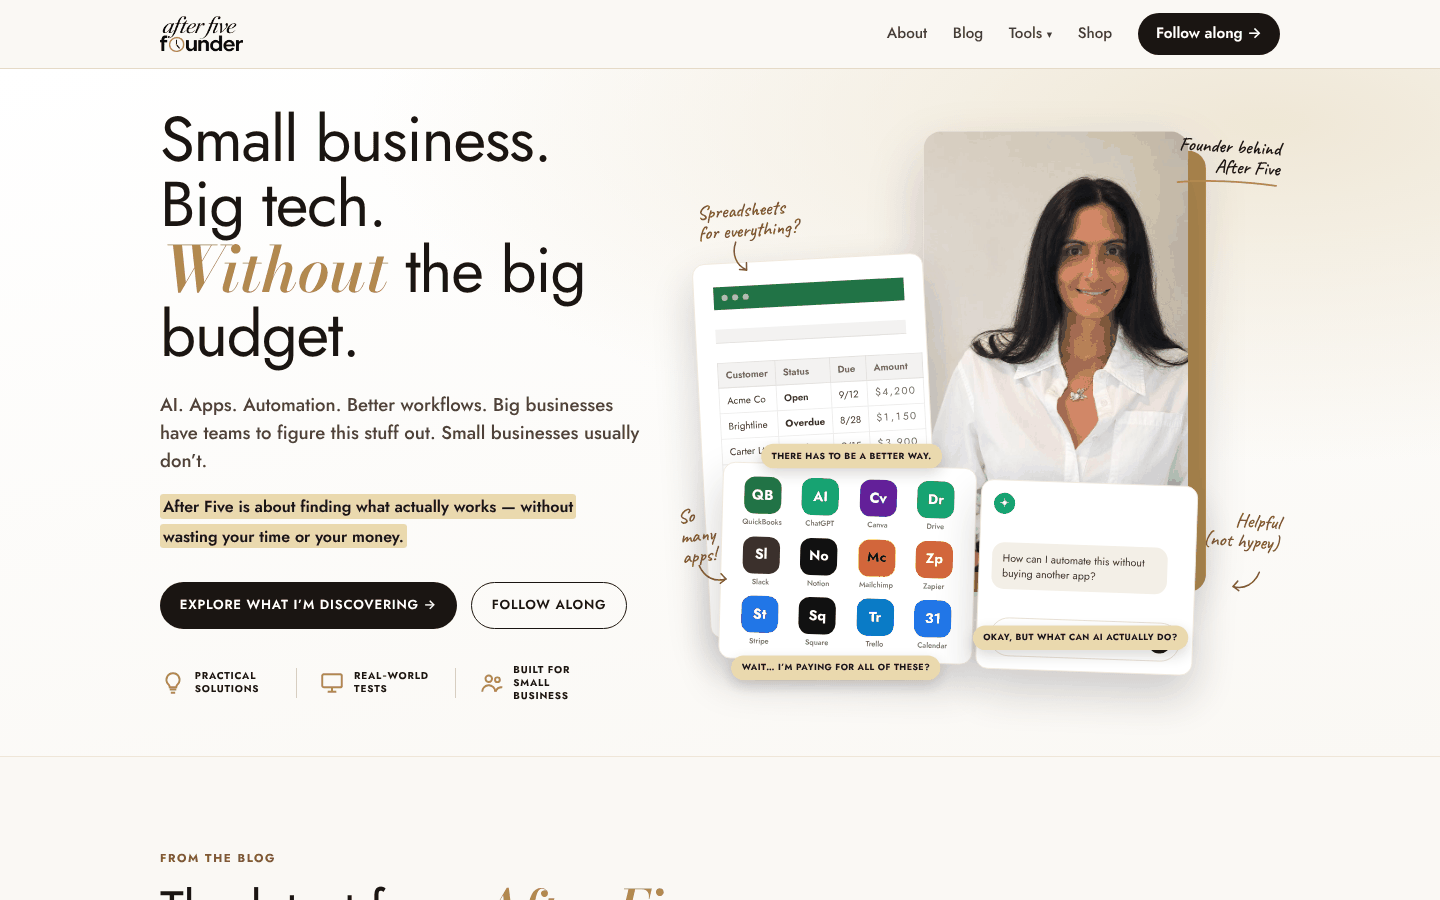 after five
founder
About
Blog
Tools ▾
Shop
Follow along →
Small business.
Big tech.
Without the big
budget.
AI. Apps. Automation. Better workflows. Big businesses
have teams to figure this stuff out. Small businesses usually
don’t.
After Five is about finding what actually works — without
wasting your time or your money.
EXPLORE WHAT I’M DISCOVERING →
FOLLOW ALONG
PRACTICAL
SOLUTIONS
REAL-WORLD
TESTS
BUILT FOR
SMALL
BUSINESS
Founder behind
After Five
Spreadsheets
for everything?
Customer Status Due Amount
Acme Co Open 9/12 $4,200
Brightline Overdue 8/28 $1,150
Carter $3,900
THERE HAS TO BE A BETTER WAY.
So
many
apps!
QB AI Cv Dr
QuickBooks ChatGPT Canva Drive
Sl No Mc Zp
Slack Notion Mailchimp Zapier
St Sq Tr 31
Stripe Square Trello Calendar
WAIT… I’M PAYING FOR ALL OF THESE?
How can I automate this without
buying another app?
OKAY, BUT WHAT CAN AI ACTUALLY DO?
Helpful
(not hypey)
FROM THE BLOG